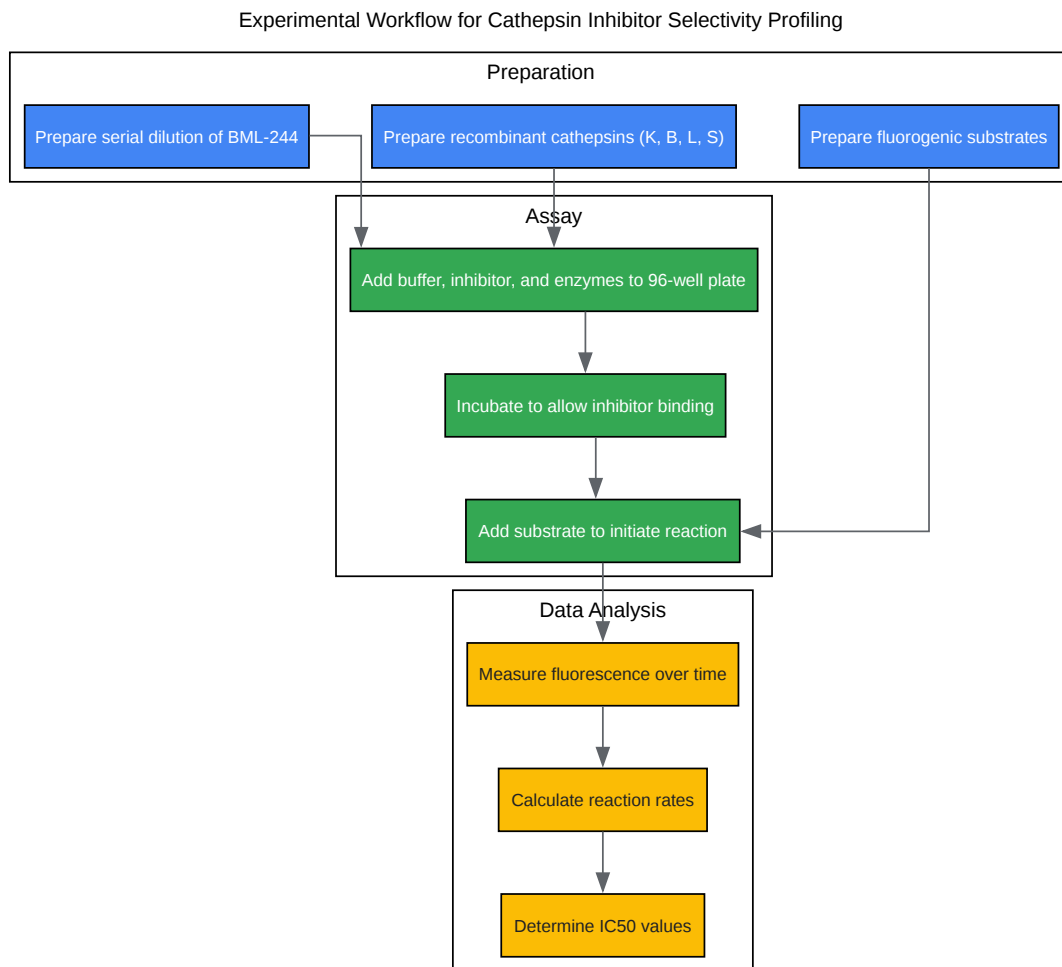 Experimental Workflow for Cathepsin Inhibitor Selectivity Profiling
Preparation
Prepare serial dilution of BML-244
Prepare recombinant cathepsins (K, B, L, S)
Prepare fluorogenic substrates
Assay
Add buffer, inhibitor, and enzymes to 96-well plate
Incubate to allow inhibitor binding
Add substrate to initiate reaction
Data Analysis
Measure fluorescence over time
Calculate reaction rates
Determine IC50 values